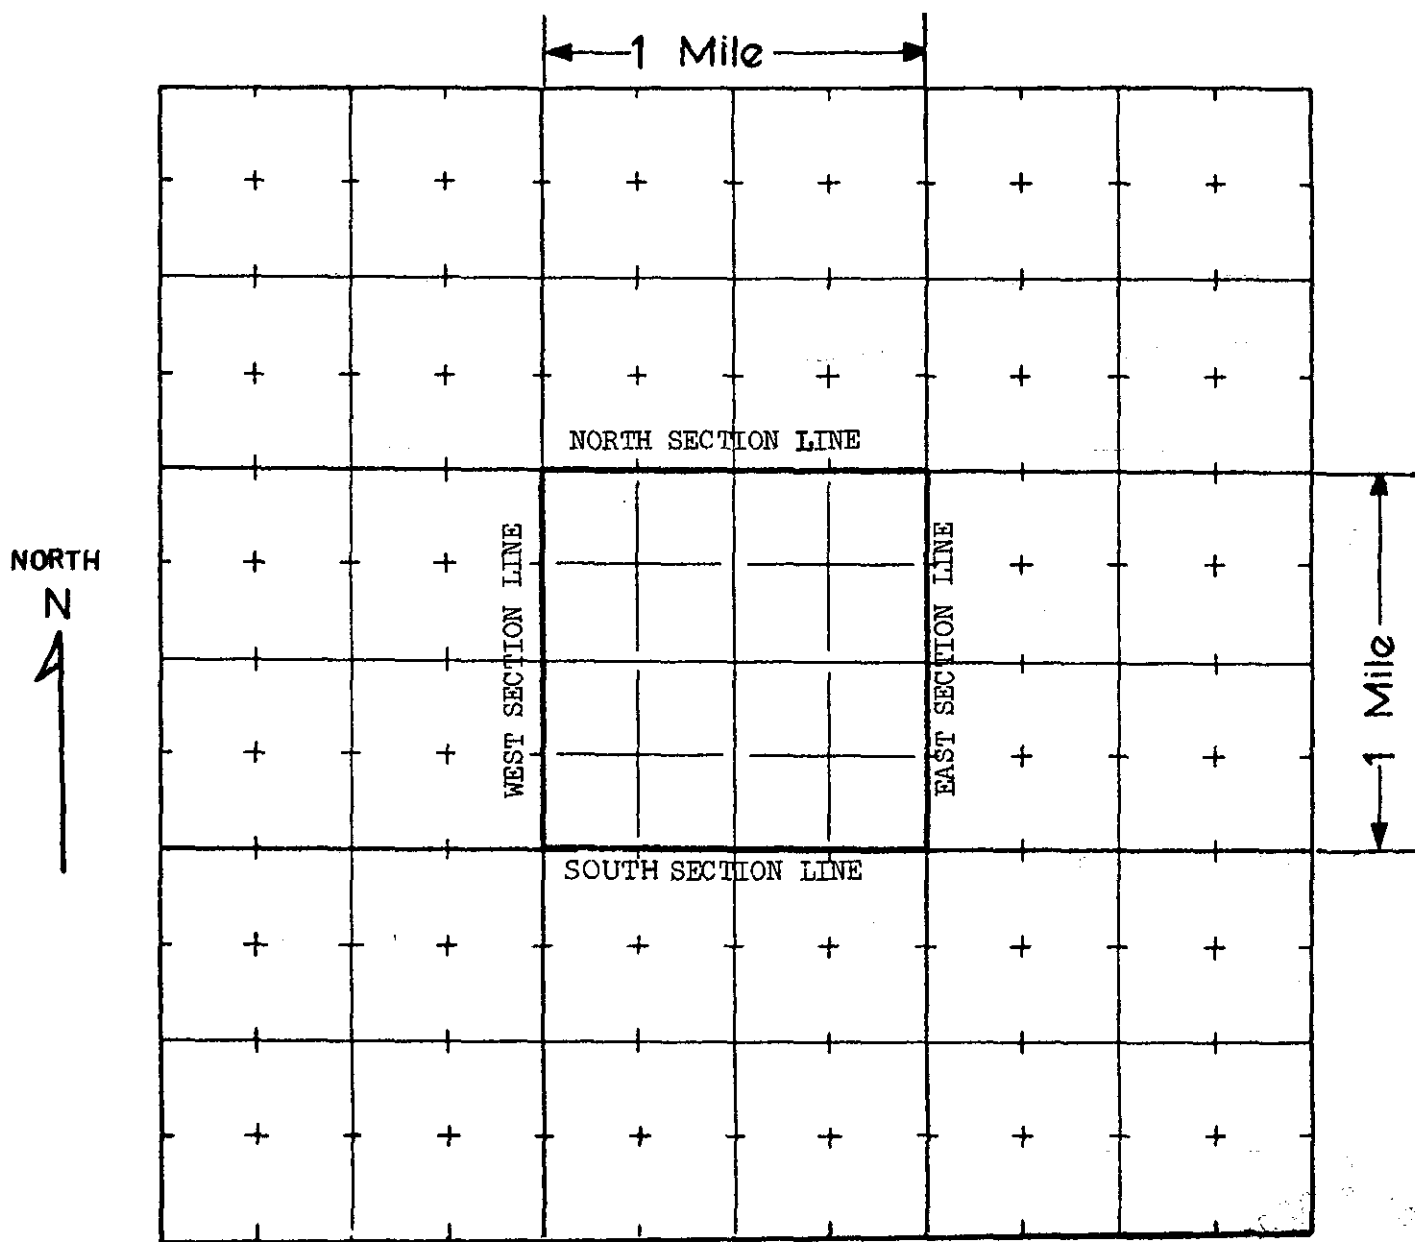 1 Mile
NORTH SECTION LINE
NORTH
N
WEST SECTION LINE
EAST SECTION LINE
1 Mile
SOUTH SECTION LINE